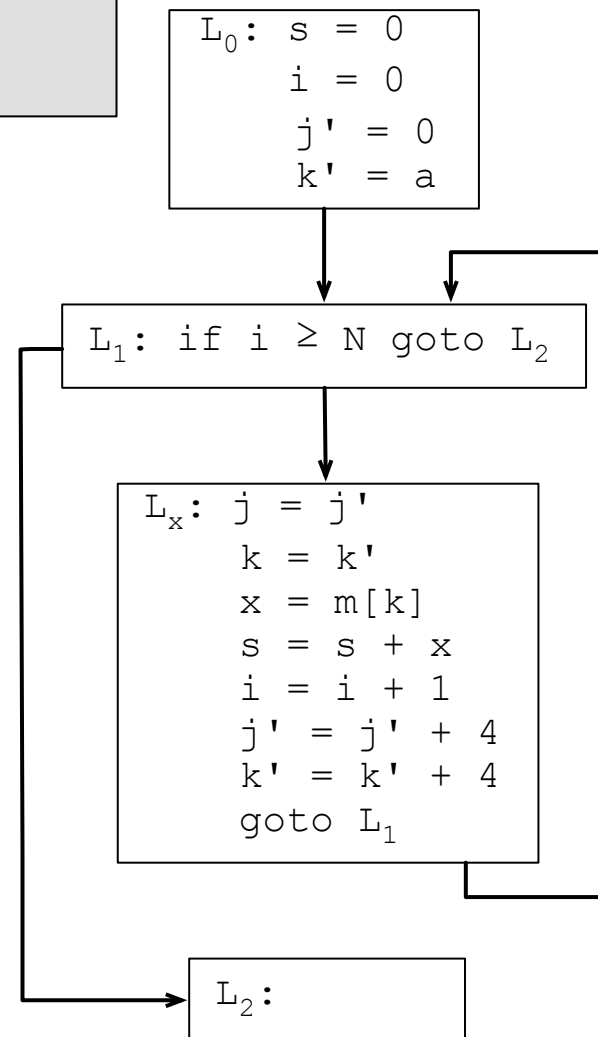 L₀: s = 0
i = 0
j' = 0
k' = a
L₁: if i ≥ N goto L₂
Lₓ: j = j'
k = k'
x = m[k]
s = s + x
i = i + 1
j' = j' + 4
k' = k' + 4
goto L₁
L₂: